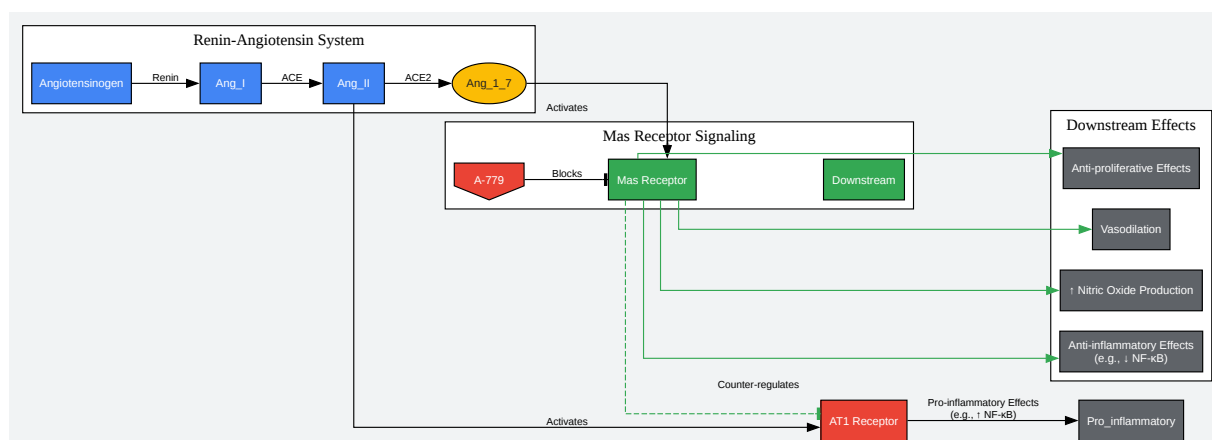 Renin-Angiotensin System
Angiotensinogen
Renin
Ang_I
ACE
Ang_II
ACE2
Ang_1_7
Activates
Mas Receptor Signaling
A-779
Blocks
Mas Receptor
Downstream
Downstream Effects
Anti-proliferative Effects
Vasodilation
↑ Nitric Oxide Production
Anti-inflammatory Effects
(e.g., ↓ NF-κB)
Counter-regulates
Activates
AT1 Receptor
Pro-inflammatory Effects
(e.g., ↑ NF-κB)
Pro_inflammatory